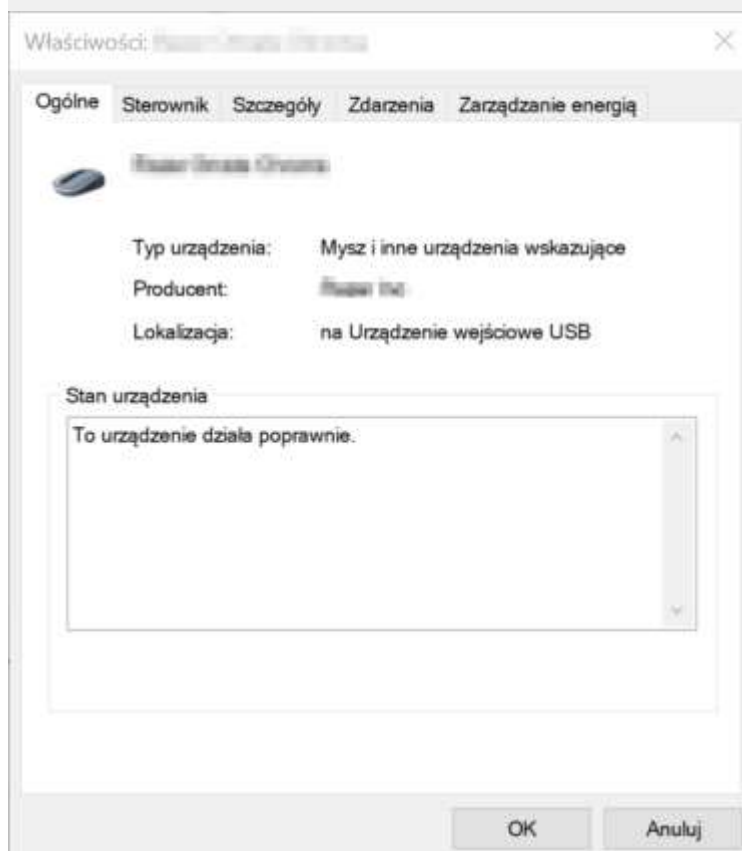 Właściwości:
Ogólne Sterownik Szczegóły Zdarzenia Zarządzanie energią
Typ urządzenia: Mysz i inne urządzenia wskazujące
Producent:
Lokalizacja: na Urządzenie wejściowe USB
Stan urządzenia
To urządzenie działa poprawnie.
OK Anuluj